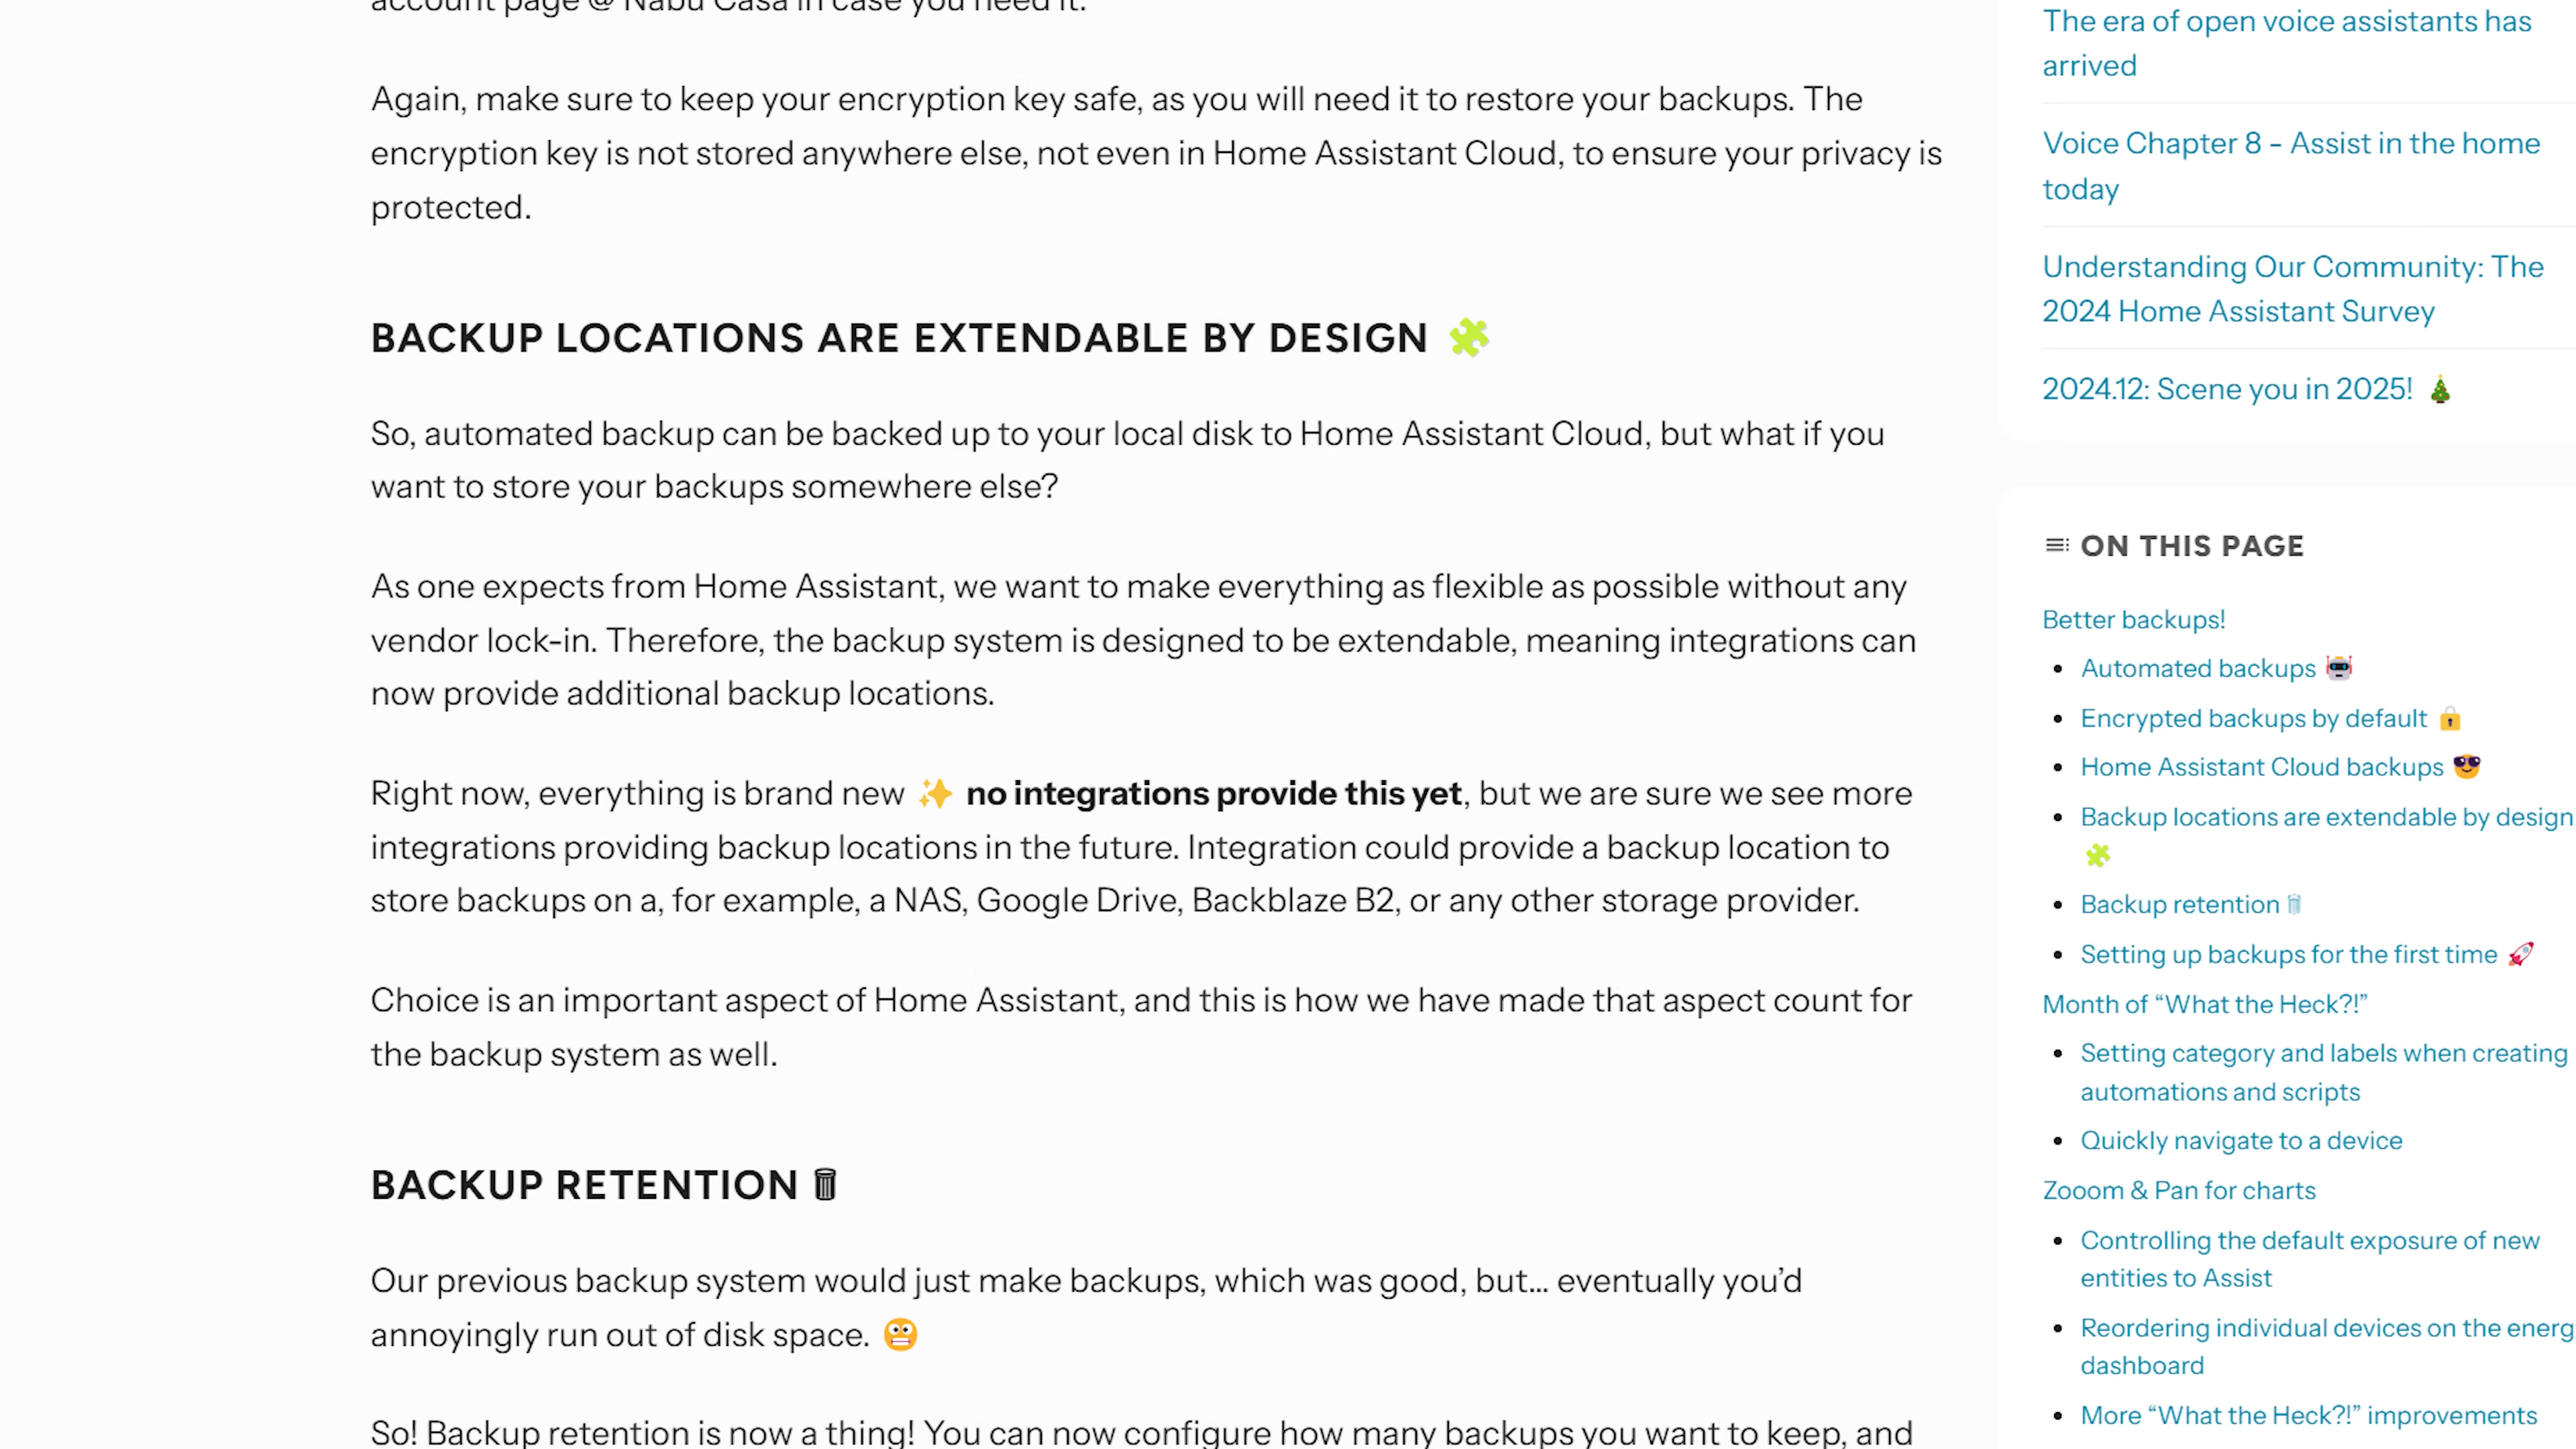 account page @ Nabu Casa in case you need it.
Again, make sure to keep your encryption key safe, as you will need it to restore your backups. The
encryption key is not stored anywhere else, not even in Home Assistant Cloud, to ensure your privacy is
protected.
BACKUP LOCATIONS ARE EXTENDABLE BY DESIGN 🧩
So, automated backup can be backed up to your local disk to Home Assistant Cloud, but what if you
want to store your backups somewhere else?
As one expects from Home Assistant, we want to make everything as flexible as possible without any
vendor lock-in. Therefore, the backup system is designed to be extendable, meaning integrations can
now provide additional backup locations.
Right now, everything is brand new ✨ no integrations provide this yet, but we are sure we see more
integrations providing backup locations in the future. Integration could provide a backup location to
store backups on a, for example, a NAS, Google Drive, Backblaze B2, or any other storage provider.
Choice is an important aspect of Home Assistant, and this is how we have made that aspect count for
the backup system as well.
BACKUP RETENTION 🗑
Our previous backup system would just make backups, which was good, but… eventually you’d
annoyingly run out of disk space. 😬
So! Backup retention is now a thing! You can now configure how many backups you want to keep, and
The era of open voice assistants has
arrived
Voice Chapter 8 - Assist in the home
today
Understanding Our Community: The
2024 Home Assistant Survey
2024.12: Scene you in 2025! 🎄
ON THIS PAGE
Better backups!
• Automated backups 🤖
• Encrypted backups by default 🔒
• Home Assistant Cloud backups 😎
• Backup locations are extendable by design
🧩
• Backup retention 🗑
• Setting up backups for the first time 🚀
Month of “What the Heck?!”
• Setting category and labels when creating
automations and scripts
• Quickly navigate to a device
Zooom & Pan for charts
• Controlling the default exposure of new
entities to Assist
• Reordering individual devices on the energ
dashboard
• More “What the Heck?!” improvements